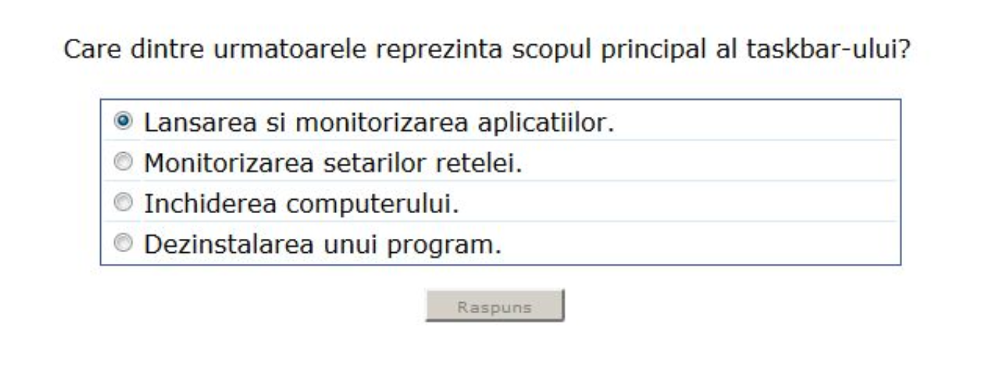 Care dintre urmatoarele reprezinta scopul principal al taskbar-ului?
Lansarea si monitorizarea aplicatiilor.
Monitorizarea setarilor retelei.
Inchiderea computerului.
Dezinstalarea unui program.
Raspuns